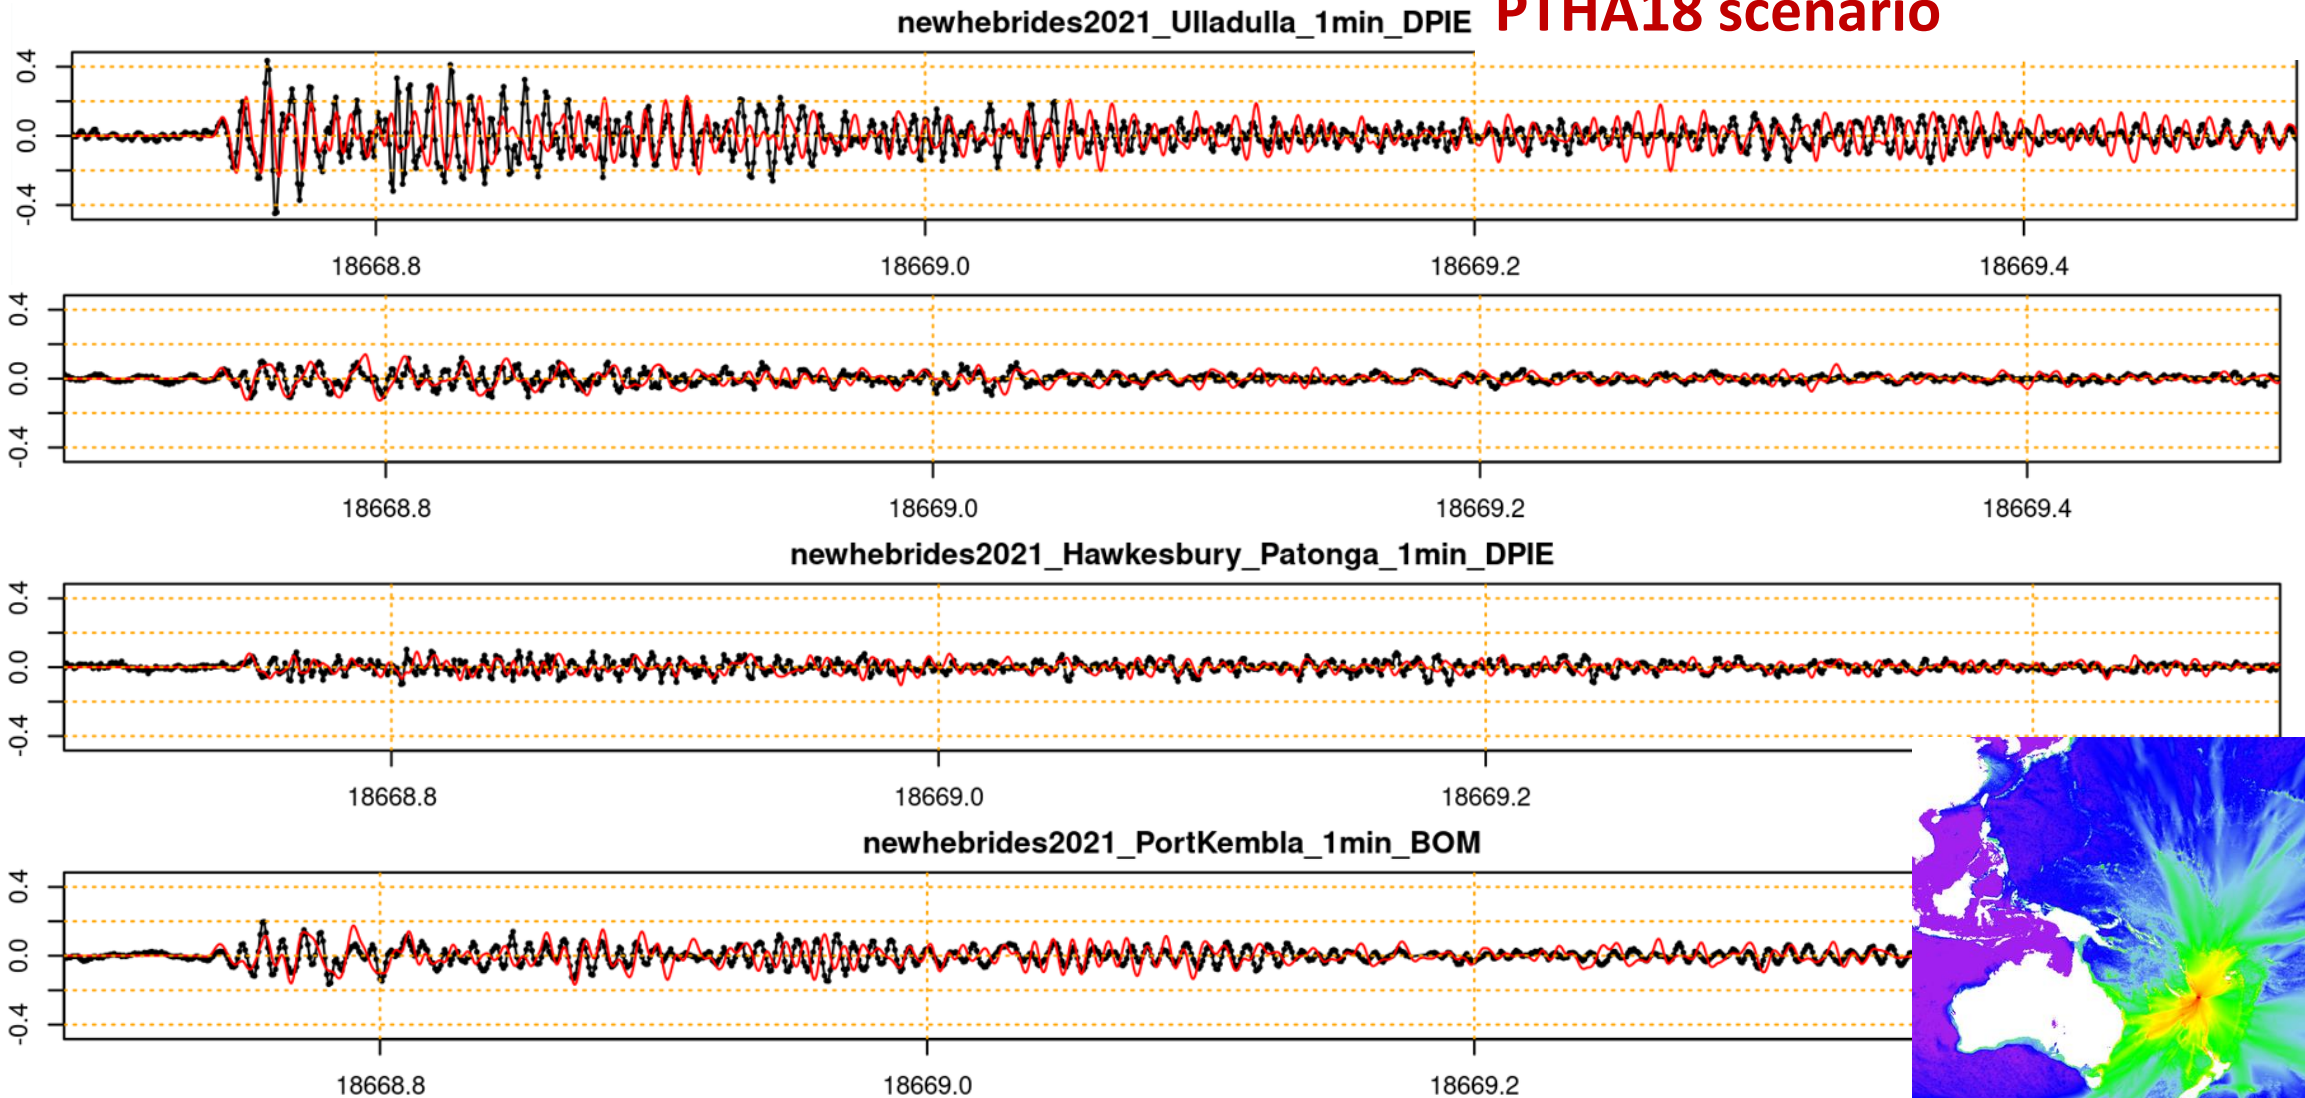 PTHA18 scenario
newhebrides2021_Ulladulla_1min_DPIE
0.4
0.0
-0.4
18668.8 18669.0 18669.2 18669.4
0.4
0.0
-0.4
18668.8 18669.0 18669.2 18669.4
newhebrides2021_Hawkesbury_Patonga_1min_DPIE
0.4
0.0
-0.4
18668.8 18669.0 18669.2
newhebrides2021_PortKembla_1min_BOM
0.4
0.0
-0.4
18668.8 18669.0 18669.2